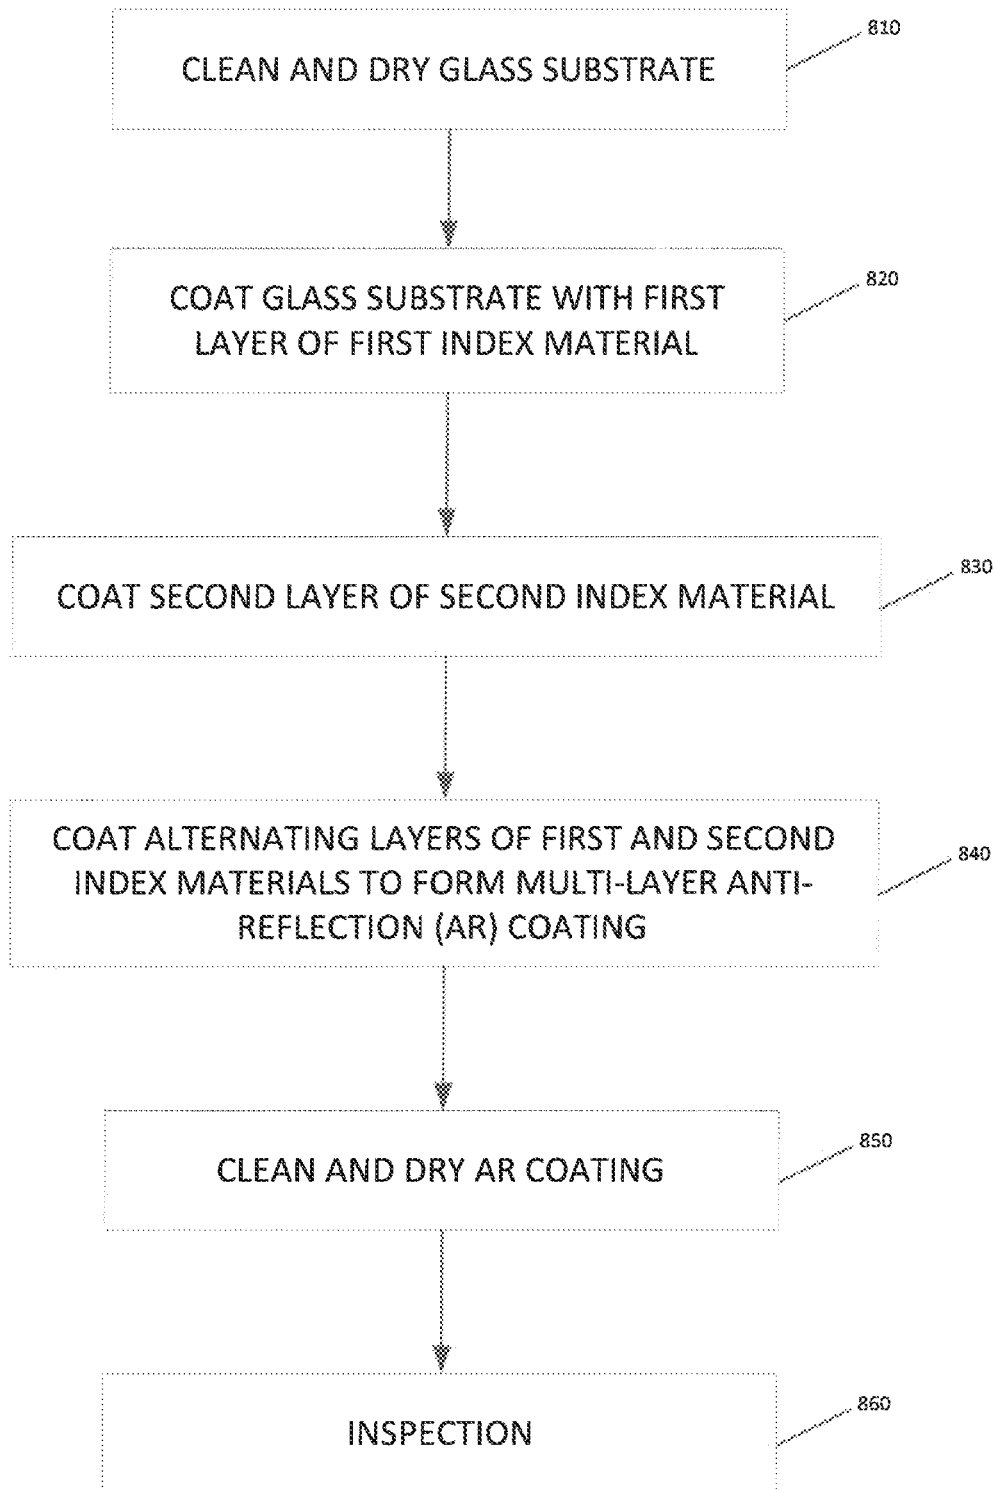 810
CLEAN AND DRY GLASS SUBSTRATE
820
COAT GLASS SUBSTRATE WITH FIRST
LAYER OF FIRST INDEX MATERIAL
830
COAT SECOND LAYER OF SECOND INDEX MATERIAL
840
COAT ALTERNATING LAYERS OF FIRST AND SECOND
INDEX MATERIALS TO FORM MULTI-LAYER ANTI-
REFLECTION (AR) COATING
850
CLEAN AND DRY AR COATING
860
INSPECTION